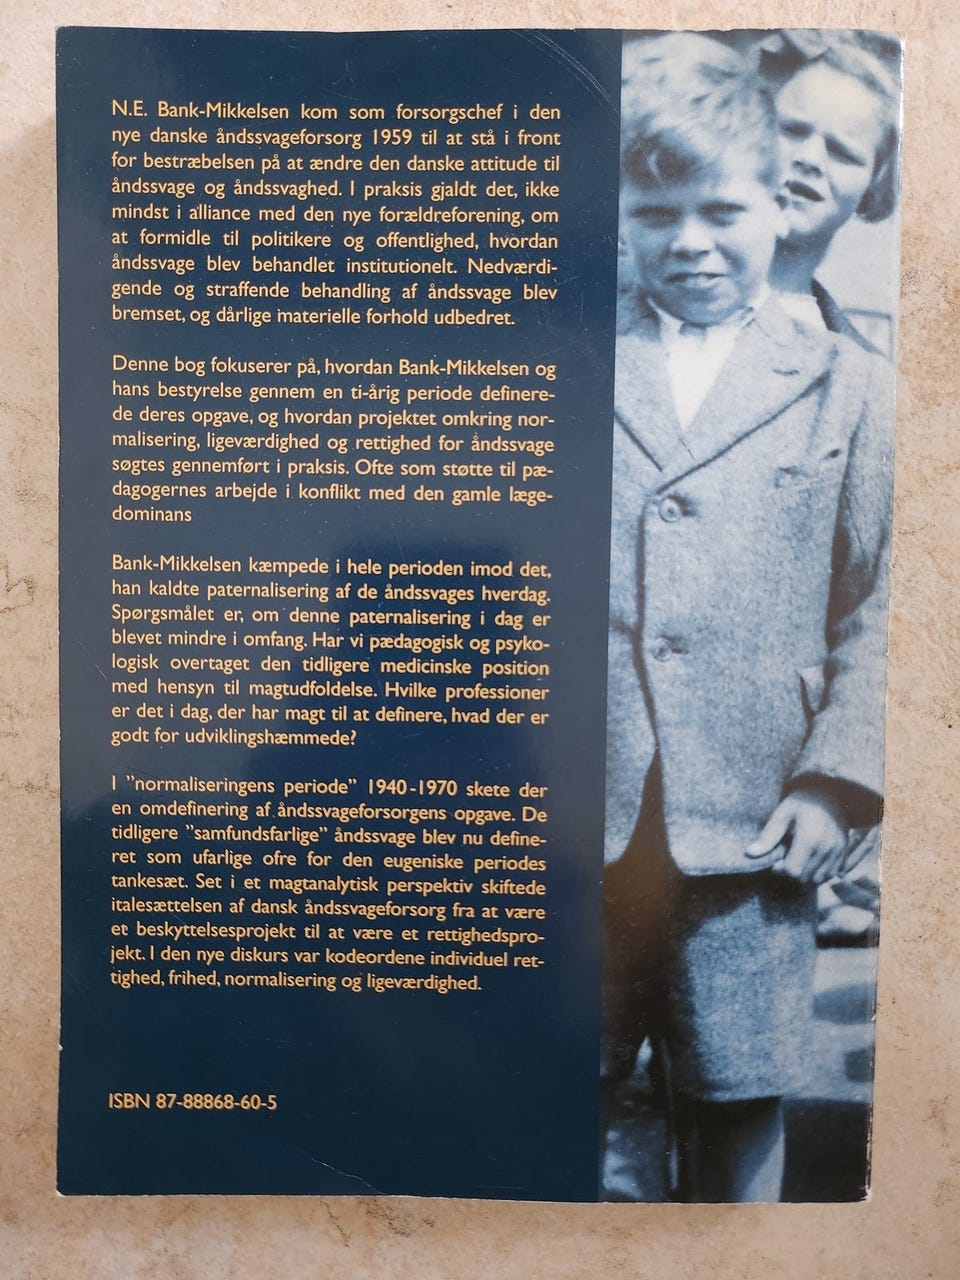 N.E. Bank-Mikkelsen kom som forsorgschef i den
nye danske åndssvageforsorg 1959 til at stå i front
for bestræbelsen på at ændre den danske attitude til
åndssvage og åndssvaghed. I praksis gjaldt det, ikke
mindst i alliance med den nye forældreforening, om
at formidle til politikere og offentlighed, hvordan
åndssvage blev behandlet institutionelt. Nedværdi-
gende og straffende behandling af åndssvage blev
bremset, og dårlige materielle forhold udbedret.
Denne bog fokuserer på, hvordan Bank-Mikkelsen og
hans bestyrelse gennem en ti-årig periode definere-
de deres opgave, og hvordan projektet omkring nor-
malisering, ligeværdighed og rettighed for åndssvage
søgtes gennemført i praksis. Ofte som støtte til pæ-
dagogernes arbejde i konflikt med den gamle læge-
dominans
Bank-Mikkelsen kæmpede i hele perioden imod det,
han kaldte paternalisering af de åndssvages hverdag.
Spørgsmålet er, om denne paternalisering i dag er
blevet mindre i omfang. Har vi pædagogisk og psyko-
logisk overtaget den tidligere medicinske position
med hensyn til magtudfoldelse. Hvilke professioner
er det i dag, der har magt til at definere, hvad der er
godt for udviklingshæmmede?
I "normaliseringens periode" 1940-1970 skete der
en omdefinering af åndssvageforsorgens opgave. De
tidligere "samfundsfarlige" åndssvage blev nu define-
ret som ufarlige ofre for den eugeniske periodes
tankesæt. Set i et magtanalytisk perspektiv skiftede
italesættelsen af dansk åndssvageforsorg fra at være
et beskyttelsesprojekt til at være et rettighedspro-
jekt. I den nye diskurs var kodeordene individuel ret-
tighed, frihed, normalisering og ligeværdighed.
ISBN 87-88868-60-5